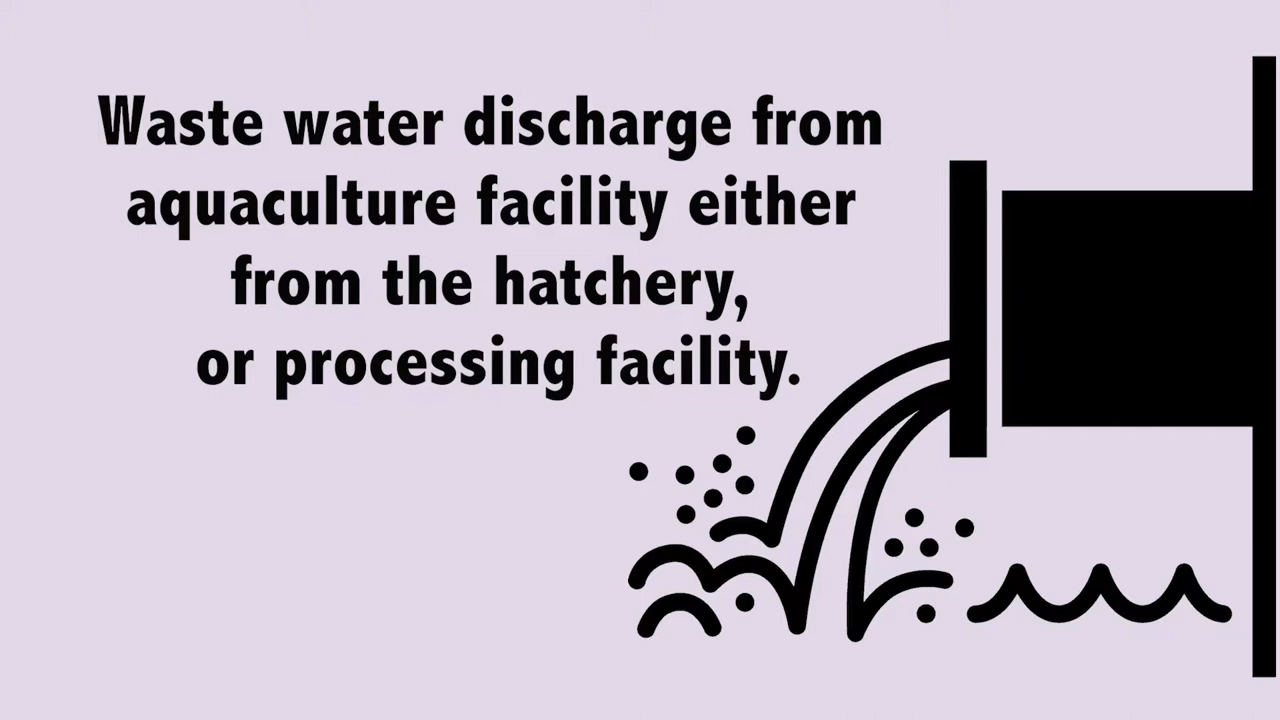 Waste water discharge from
aquaculture facility either
from the hatchery,
or processing facility.